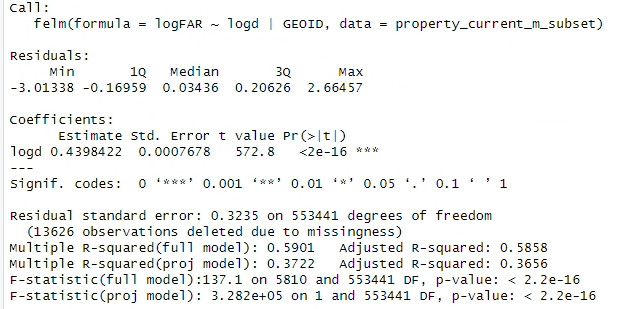 Call:
felm(formula = logFAR ~ logd | GEOID, data = property_current_m_subset)
Residuals:
Min 1Q Median 3Q Max
-3.01338 -0.16959 0.03436 0.20626 2.66457
Coefficients:
Estimate Std. Error t value Pr(>|t|)
logd 0.4398422 0.0007678 572.8 <2e-16 ***
---
Signif. codes: 0 ‘***’ 0.001 ‘**’ 0.01 ‘*’ 0.05 ‘.’ 0.1 ‘ ’ 1
Residual standard error: 0.3235 on 553441 degrees of freedom
(13626 observations deleted due to missingness)
Multiple R-squared(full model): 0.5901 Adjusted R-squared: 0.5858
Multiple R-squared(proj model): 0.3722 Adjusted R-squared: 0.3656
F-statistic(full model):137.1 on 5810 and 553441 DF, p-value: < 2.2e-16
F-statistic(proj model): 3.282e+05 on 1 and 553441 DF, p-value: < 2.2e-16